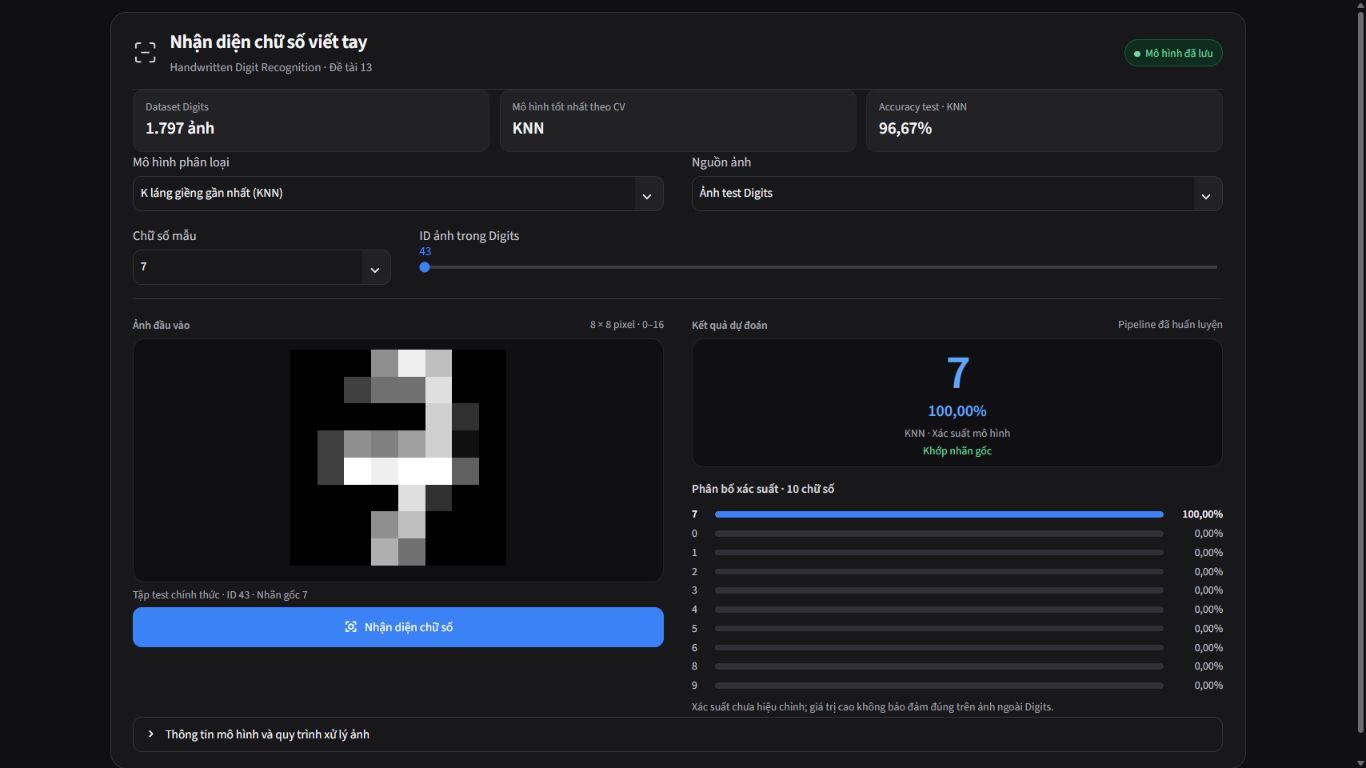 Nhận diện chữ số viết tay
Handwritten Digit Recognition · Đề tài 13
Mô hình đã lưu
Dataset Digits
1.797 ảnh
Mô hình tốt nhất theo CV
KNN
Accuracy test · KNN
96,67%
Mô hình phân loại
K láng giềng gần nhất (KNN)
Nguồn ảnh
Ảnh test Digits
Chữ số mẫu
7
ID ảnh trong Digits
43
Ảnh đầu vào
8 × 8 pixel · 0–16
Tập test chính thức · ID 43 · Nhãn gốc 7
Nhận diện chữ số
Kết quả dự đoán
Pipeline đã huấn luyện
7
100,00%
KNN · Xác suất mô hình
Khớp nhãn gốc
Phân bố xác suất · 10 chữ số
7 100,00%
0 0,00%
1 0,00%
2 0,00%
3 0,00%
4 0,00%
5 0,00%
6 0,00%
8 0,00%
9 0,00%
Xác suất chưa hiệu chỉnh; giá trị cao không bảo đảm đúng trên ảnh ngoài Digits.
Thông tin mô hình và quy trình xử lý ảnh